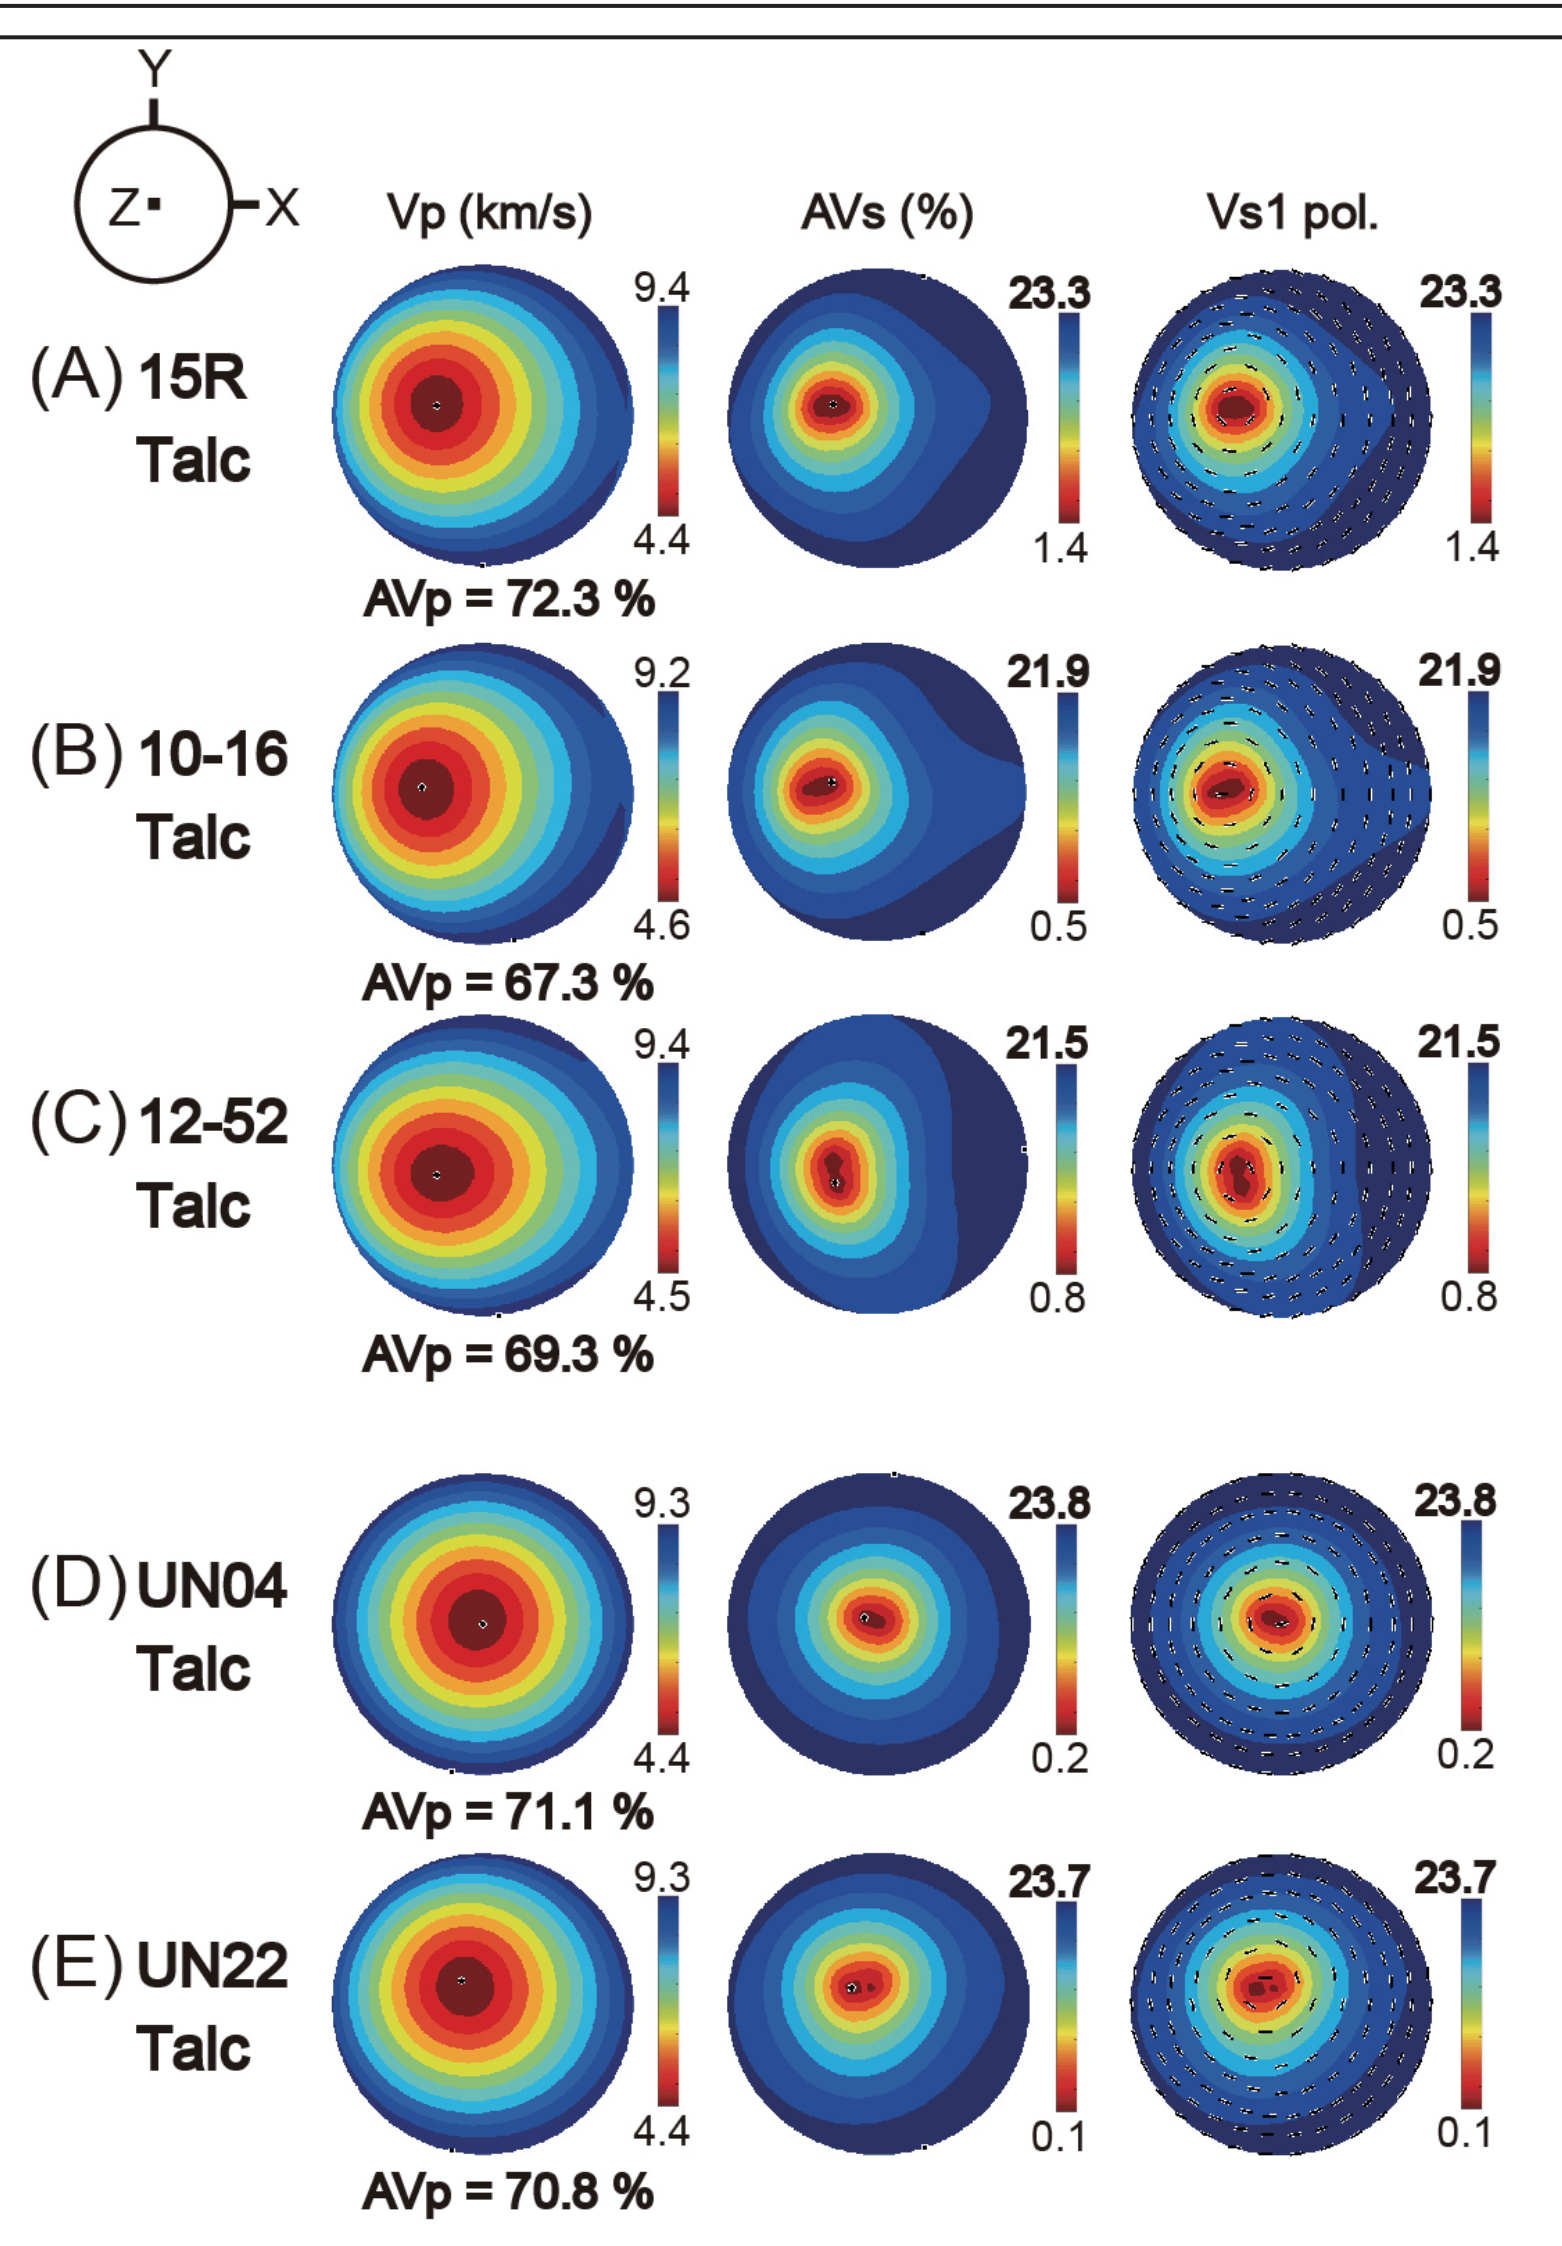 Y
Z
X
Vp (km/s) AVs (%) Vs1 pol.
9.4 23.3 23.3
(A) 15R
Talc
4.4 1.4 1.4
AVp = 72.3 %
9.2 21.9 21.9
(B) 10-16
Talc
4.6 0.5 0.5
AVp = 67.3 %
9.4 21.5 21.5
(C) 12-52
Talc
4.5 0.8 0.8
AVp = 69.3 %
9.3 23.8 23.8
(D) UN04
Talc
4.4 0.2 0.2
AVp = 71.1 %
9.3 23.7 23.7
(E) UN22
Talc
4.4 0.1 0.1
AVp = 70.8 %